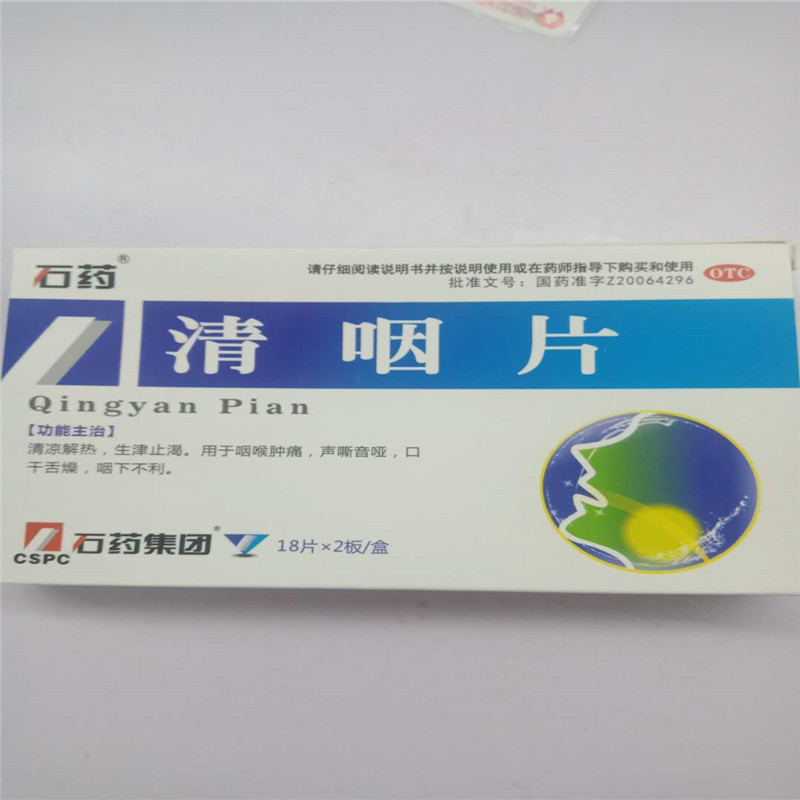 石药®
请仔细阅读说明书并按说明使用或在药师指导下购买和使用
批准文号：国药准字Z20064296
OTC
清咽片
Qingyan Pian
【功能主治】
清凉解热，生津止渴。用于咽喉肿痛，声嘶音哑，口
干舌燥，咽下不利。
CSPC
石药集团®
18片×2板/盒